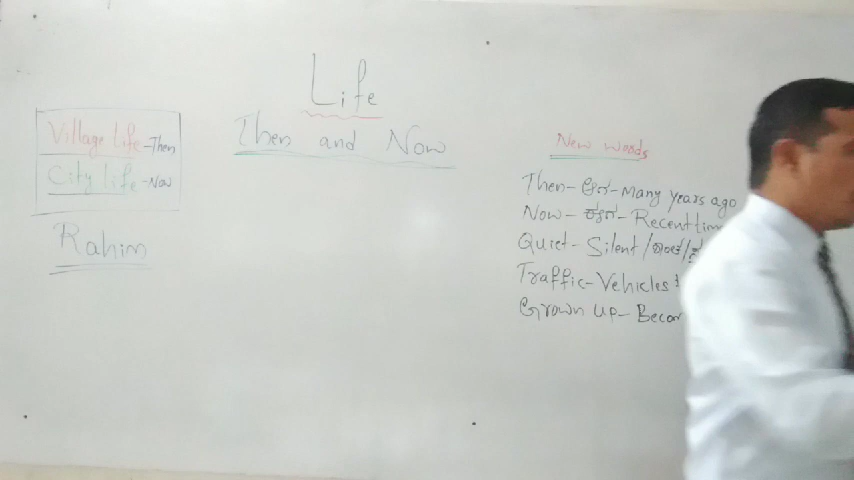 Life
Then and Now
Village life - Then
City life - Now
Rahim
New words
Then - Many years ago
Now - Recent
Quiet - Silent /
Traffic - Vehicles
Grown up -